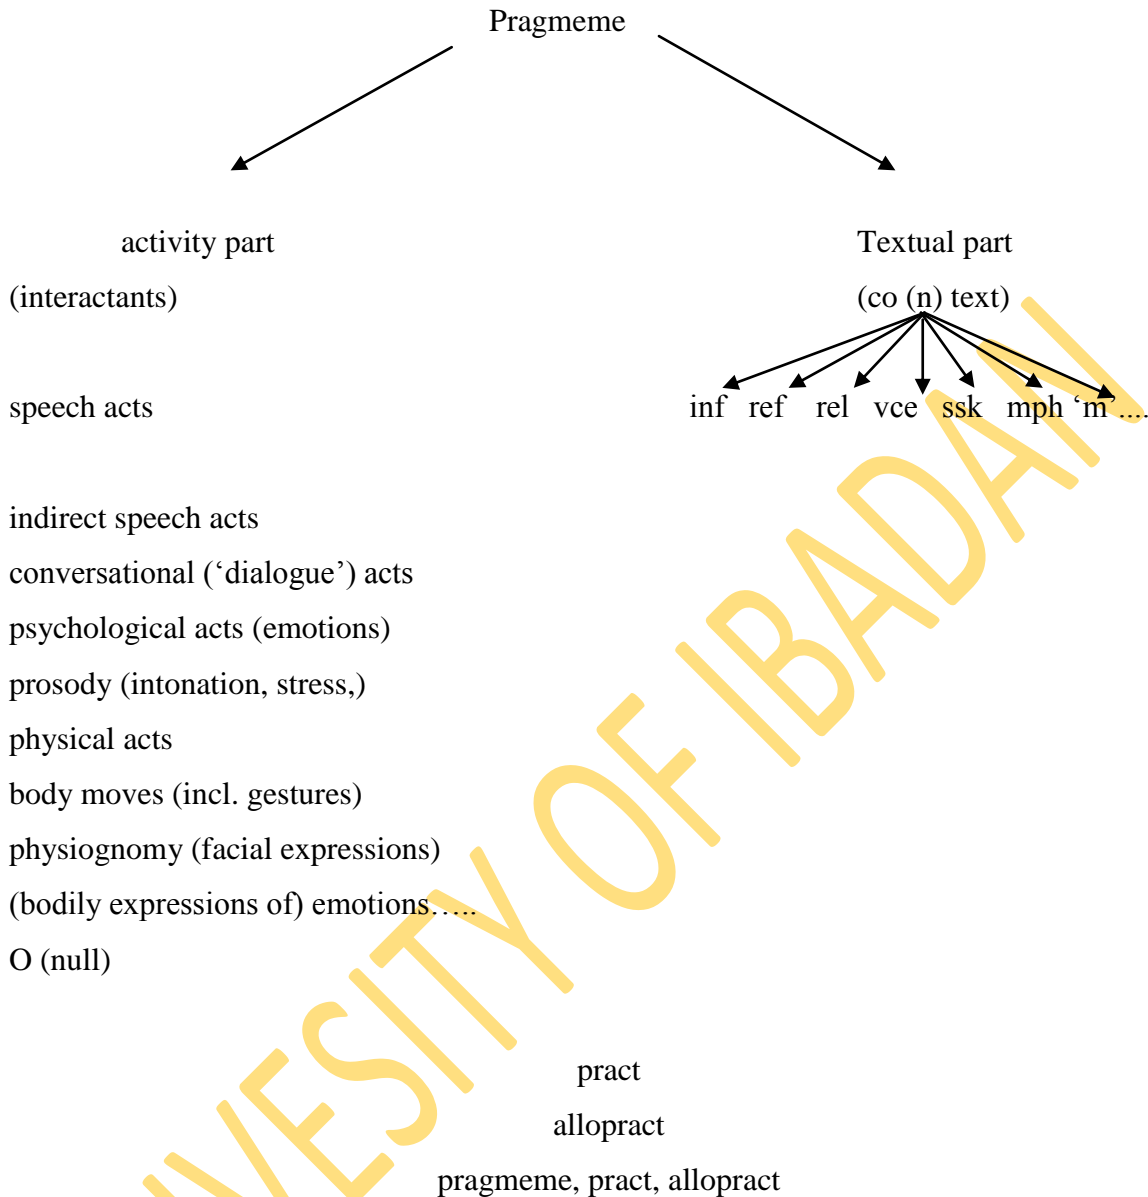 Pragmeme
activity part Textual part
(interactants) (co (n) text)
speech acts inf ref rel vce ssk mph ‘m’....
indirect speech acts
conversational (‘dialogue’) acts
psychological acts (emotions)
prosody (intonation, stress,)
physical acts
body moves (incl. gestures)
physiognomy (facial expressions)
(bodily expressions of) emotions…..
O (null)
pract
allopract
pragmeme, pract, allopract
IVESITY OF IBADAN